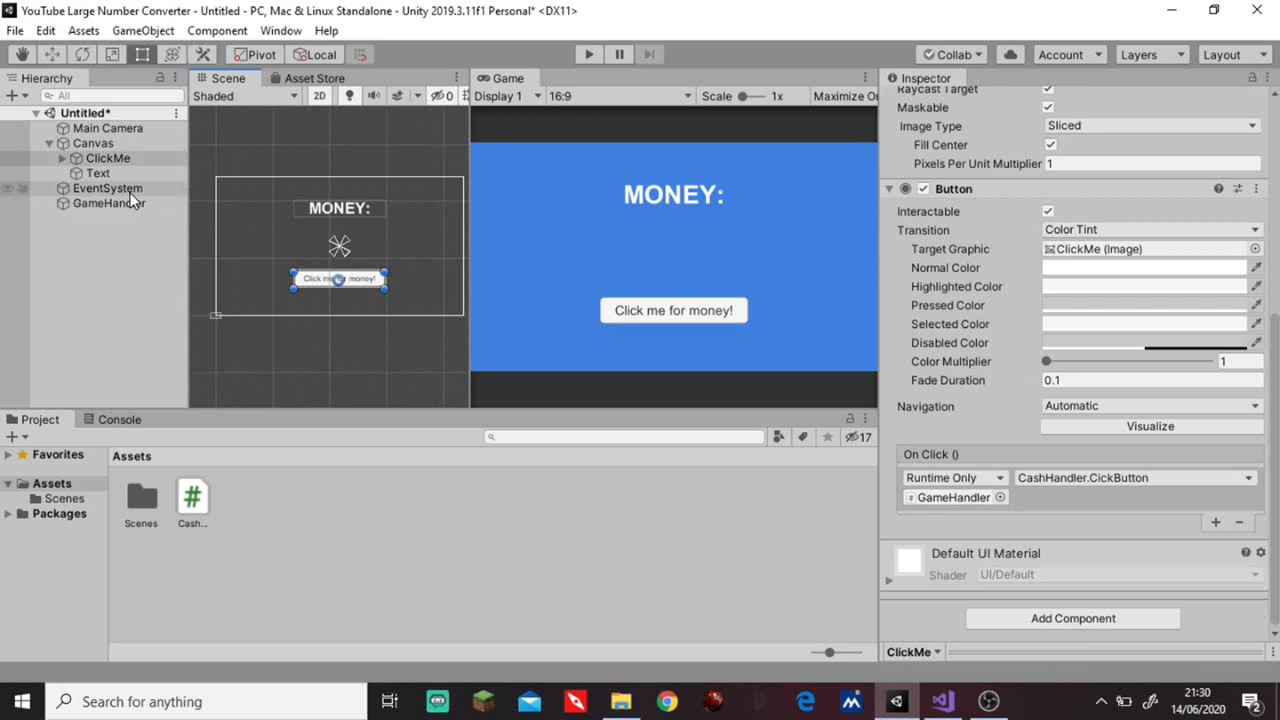 YouTube Large Number Converter - Untitled - PC, Mac & Linux Standalone - Unity 2019.3.11f1 Personal* <DX11>
File Edit Assets GameObject Component Window Help
Pivot Local Collab Account Layers Layout
Hierarchy Scene Asset Store Game Inspector
All Shaded 2D 0 Display 1 16:9 Scale 1x Maximize On
Raycast Target
Maskable
Image Type Sliced
Fill Center
Pixels Per Unit Multiplier 1
Untitled*
Main Camera
Canvas
ClickMe
Text
EventSystem
GameHandler
MONEY:
Click me for money!
MONEY:
Click me for money!
Button
Interactable
Transition Color Tint
Target Graphic ClickMe (Image)
Normal Color
Highlighted Color
Pressed Color
Selected Color
Disabled Color
Color Multiplier 1
Fade Duration 0.1
Navigation Automatic
Visualize
On Click ()
Runtime Only CashHandler.CickButton
GameHandler
Default UI Material
Shader UI/Default
Add Component
ClickMe
Project Console
17
Favorites
Assets
Scenes
Packages
Assets
Scenes Cash...
#
Search for anything
21:30
14/06/2020
2